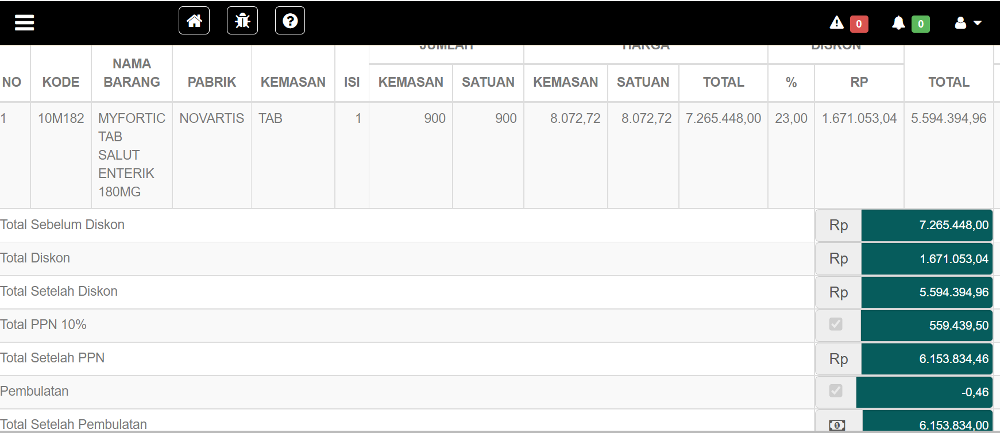 0 0
JUMLAH HARGA DISKON
NO KODE NAMA BARANG PABRIK KEMASAN ISI KEMASAN SATUAN KEMASAN SATUAN TOTAL % RP TOTAL
1 10M182 MYFORTIC NOVARTIS TAB 1 900 900 8.072,72 8.072,72 7.265.448,00 23,00 1.671.053,04 5.594.394,96
TAB
SALUT
ENTERIK
180MG
Total Sebelum Diskon Rp 7.265.448,00
Total Diskon Rp 1.671.053,04
Total Setelah Diskon Rp 5.594.394,96
Total PPN 10% 559.439,50
Total Setelah PPN Rp 6.153.834,46
Pembulatan -0,46
Total Setelah Pembulatan 6.153.834,00